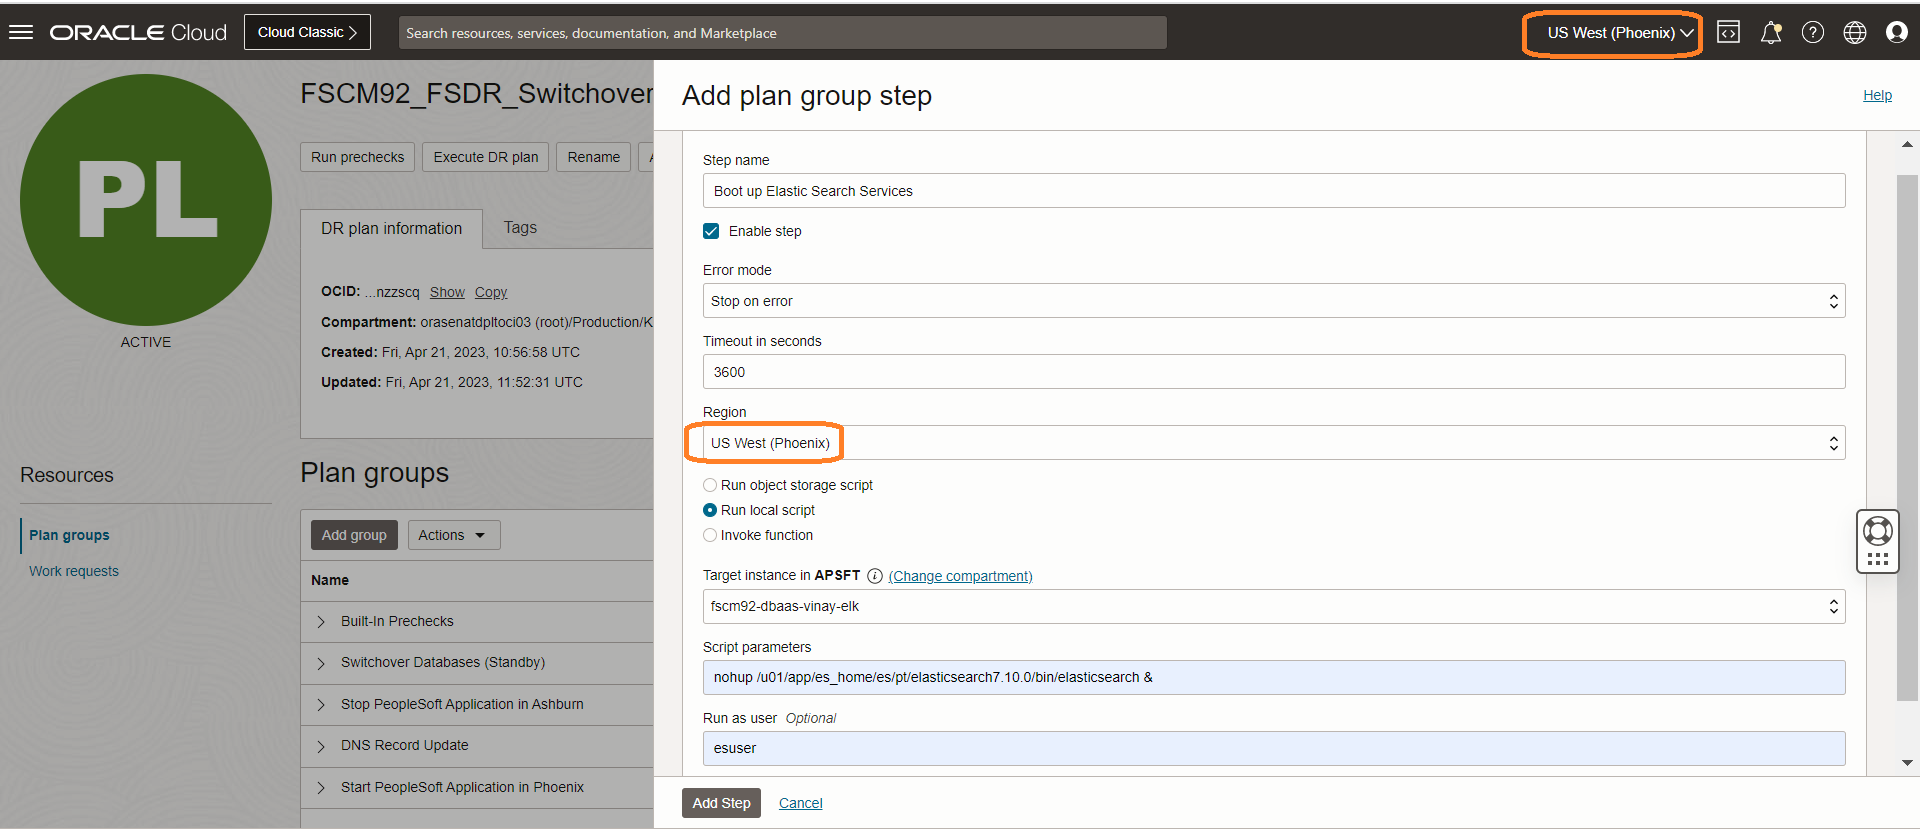 ORACLE Cloud
Cloud Classic
Search resources, services, documentation, and Marketplace
US West (Phoenix)
PL
ACTIVE
FSCM92_FSDR_Switchover
Run prechecks
Execute DR plan
Rename
DR plan information
Tags
OCID: ...nzzscq Show Copy
Compartment: orasenatdpltoci03 (root)/Production/K
Created: Fri, Apr 21, 2023, 10:56:58 UTC
Updated: Fri, Apr 21, 2023, 11:52:31 UTC
Resources
Plan groups
Work requests
Plan groups
Add group
Actions
Name
Built-In Prechecks
Switchover Databases (Standby)
Stop PeopleSoft Application in Ashburn
DNS Record Update
Start PeopleSoft Application in Phoenix
Add plan group step
Help
Step name
Boot up Elastic Search Services
Enable step
Error mode
Stop on error
Timeout in seconds
3600
Region
US West (Phoenix)
Run object storage script
Run local script
Invoke function
Target instance in APSFT (Change compartment)
fscm92-dbaas-vinay-elk
Script parameters
nohup /u01/app/es_home/es/pt/elasticsearch7.10.0/bin/elasticsearch &
Run as user Optional
esuser
Add Step
Cancel